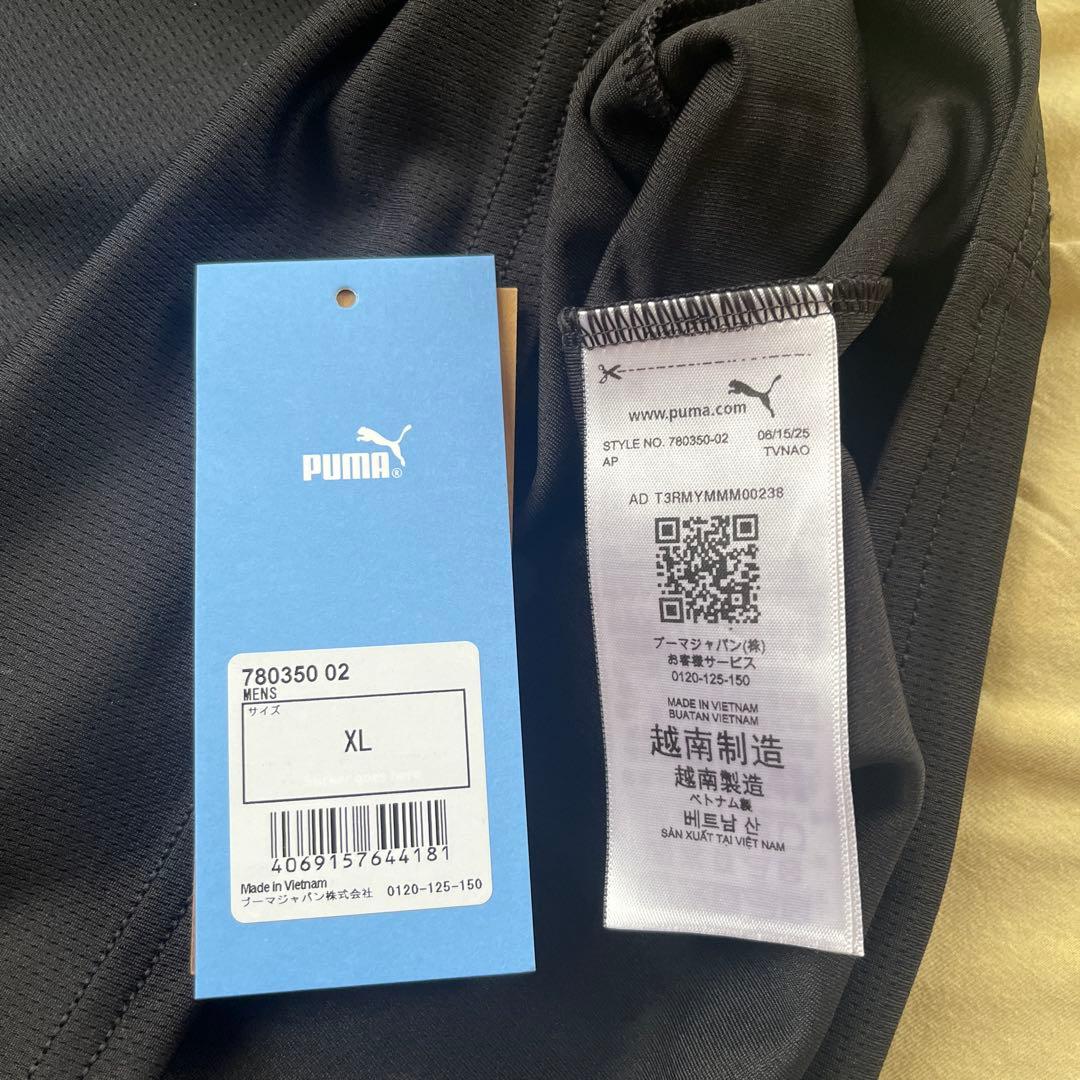 PUMA®
780350 02
MENS
サイズ
XL
Sticker goes here
4069157644181
Made in Vietnam
プーマジャパン株式会社 0120-125-150
www.puma.com
STYLE NO. 780350-02 06/15/25
AP TVNAO
AD T3RMYMMM00238
プーマジャパン(株)
お客様サービス
0120-125-150
MADE IN VIETNAM
BUATAN VIETNAM
越南制造
越南製造
ベトナム製
베트남 산
SẢN XUẤT TẠI VIỆT NAM